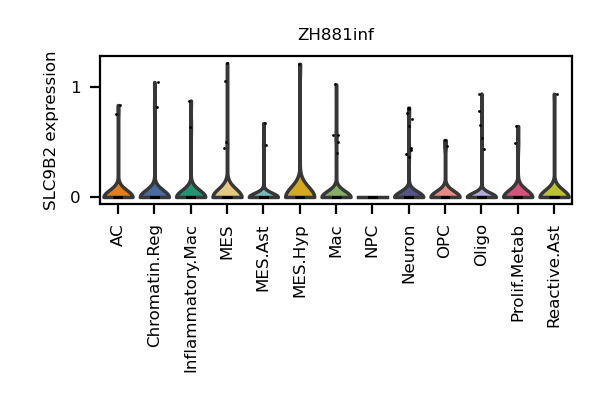 ZH881inf
SLC9B2 expression
1
0
AC
Chromatin.Reg
Inflammatory.Mac
MES
MES.Ast
MES.Hyp
Mac
NPC
Neuron
OPC
Oligo
Prolif.Metab
Reactive.Ast